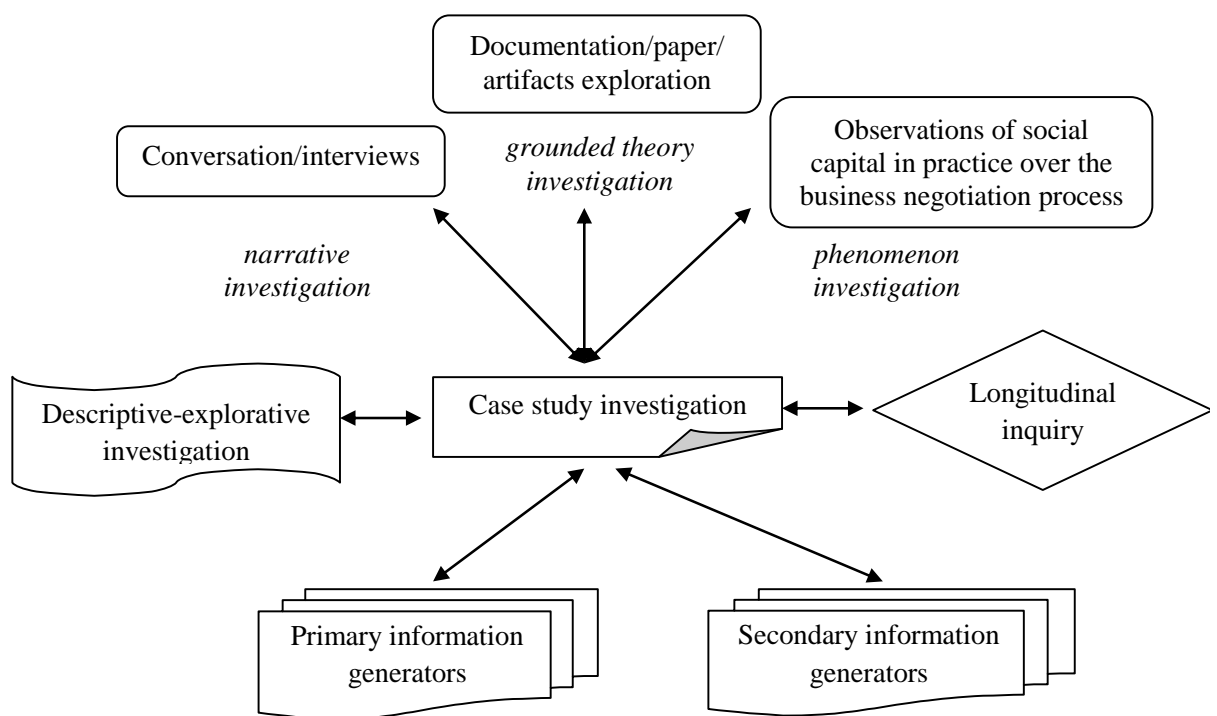 Documentation/paper/
artifacts exploration
Conversation/interviews
grounded theory
investigation
Observations of social
capital in practice over the
business negotiation process
narrative
investigation
phenomenon
investigation
Descriptive-explorative
investigation
Case study investigation
Longitudinal
inquiry
Primary information
generators
Secondary information
generators